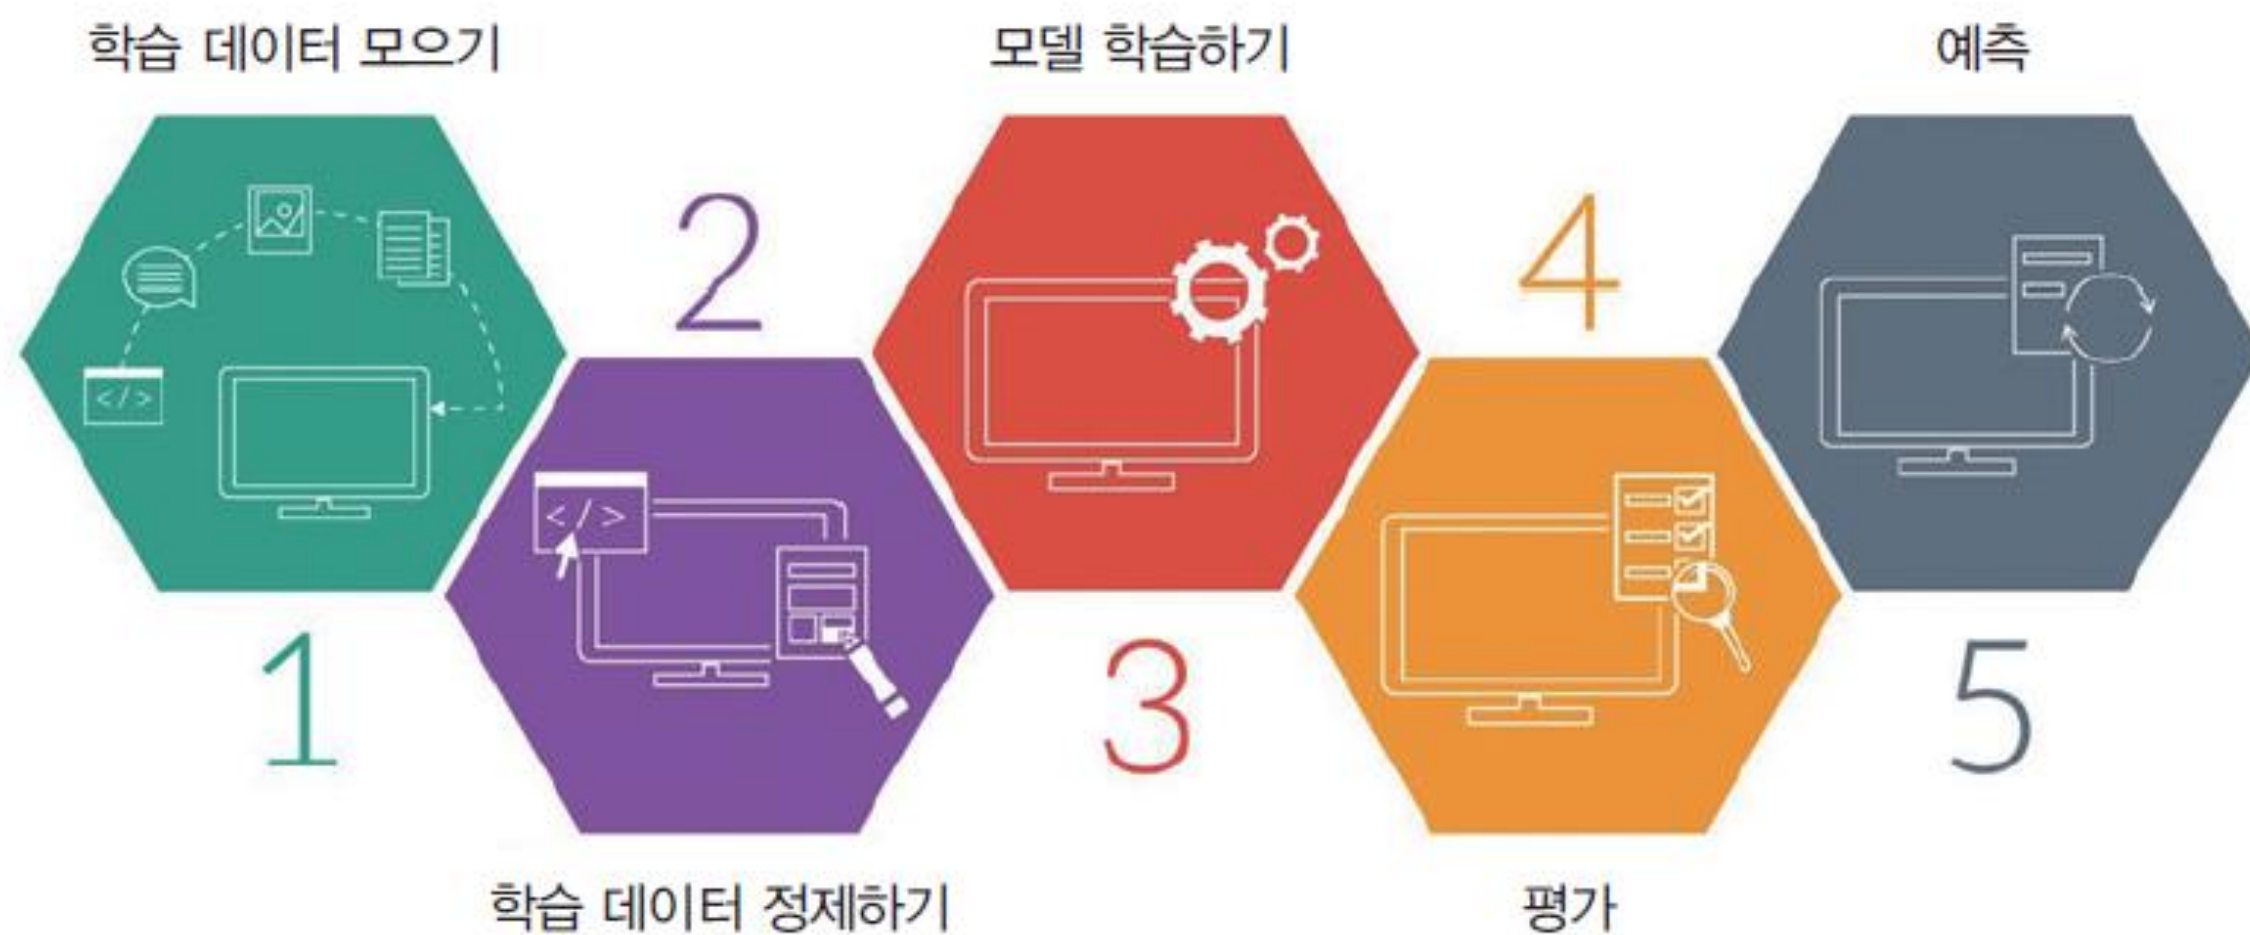 학습 데이터 모으기
1
2
학습 데이터 정제하기
</>
</>
모델 학습하기
3
4
평가
예측
5